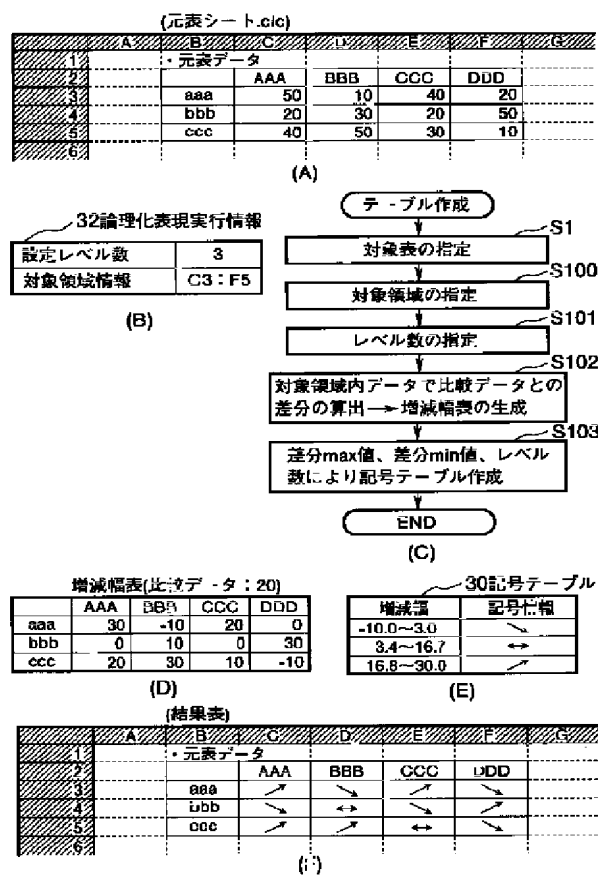 (元表シート.clc)
A B C D E F G
1 ・元表データ
2 AAA BBB CCC DDD
3 aaa 50 10 40 20
4 bbb 20 30 20 50
5 ccc 40 50 30 10
6
(A)
32論理化表現実行情報
設定レベル数 3
対象領域情報 C3：F5
(B)
テーブル作成
S1
対象表の指定
S100
対象領域の指定
S101
レベル数の指定
S102
対象領域内データで比較データとの
差分の算出→増減幅表の生成
S103
差分max値、差分min値、レベル
数により記号テーブル作成
END
(C)
増減幅表(比較データ：20)
AAA BBB CCC DDD
aaa 30 -10 20 0
bbb 0 10 0 30
ccc 20 30 10 -10
(D)
30記号テーブル
増減幅 記号情報
-10.0～3.0 ↘
3.4～16.7 ↔
16.8～30.0 ↗
(E)
(結果表)
A B C D E F G
1 ・元表データ
2 AAA BBB CCC DDD
3 aaa ↗ ↘ ↗ ↘
4 bbb ↘ ↔ ↘ ↗
5 ccc ↗ ↗ ↔ ↘
6
(F)